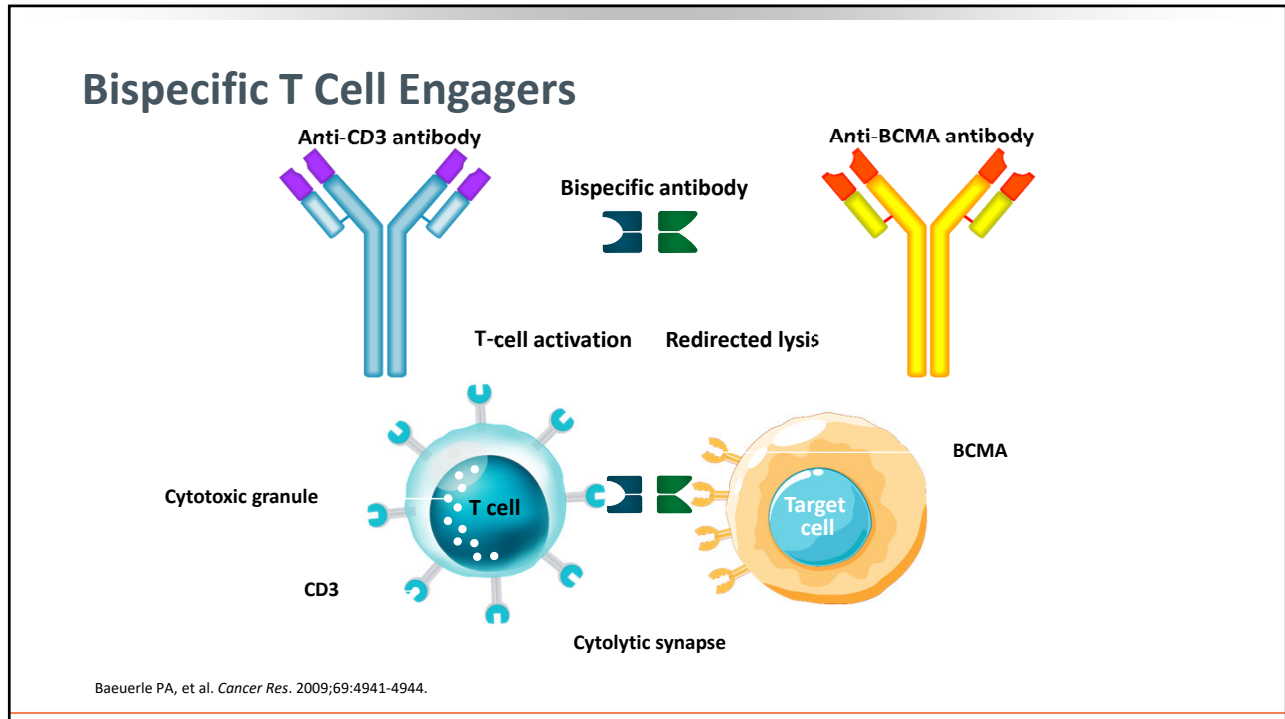 Bispecific T Cell Engagers
Anti-CD3 antibody
Anti-BCMA antibody
Bispecific antibody
T-cell activation
Redirected lysis
BCMA
Cytotoxic granule
T cell
Target
cell
CD3
Cytolytic synapse
Baeuerle PA, et al. Cancer Res. 2009;69:4941-4944.